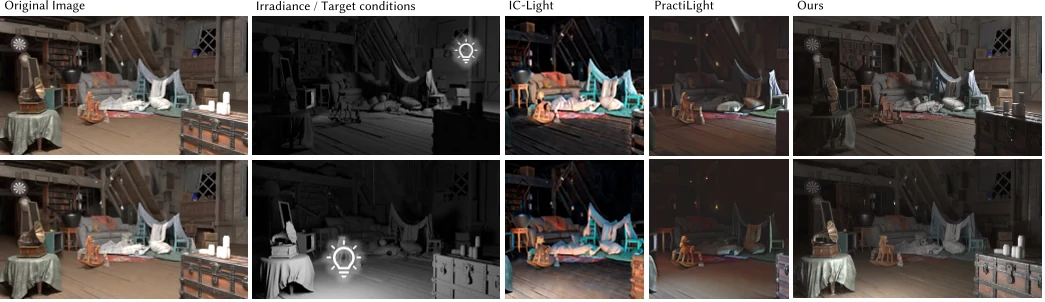 Original Image
Irradiance / Target conditions
IC-Light
PractiLight
Ours